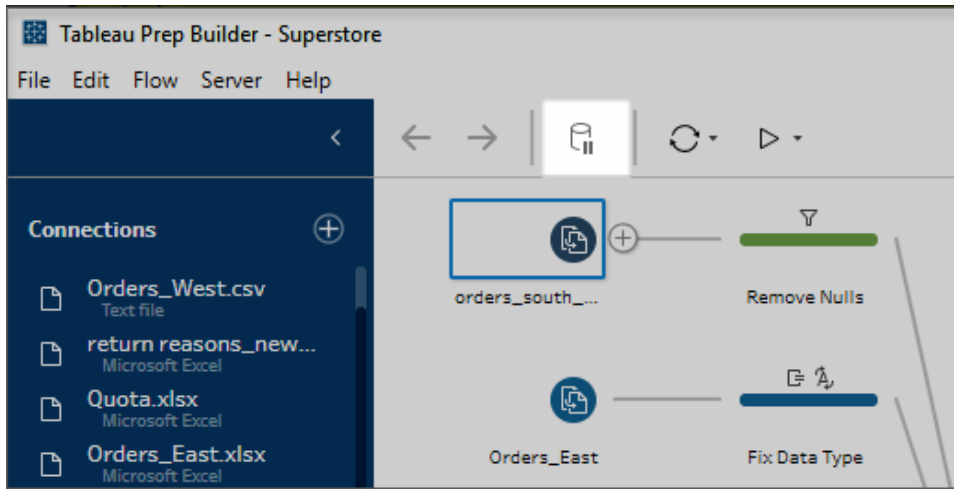 Tableau Prep Builder - Superstore
File Edit Flow Server Help
Connections
Orders_West.csv
Text file
return reasons_new...
Microsoft Excel
Quota.xlsx
Microsoft Excel
Orders_East.xlsx
Microsoft Excel
orders_south_...
Remove Nulls
Orders_East
Fix Data Type